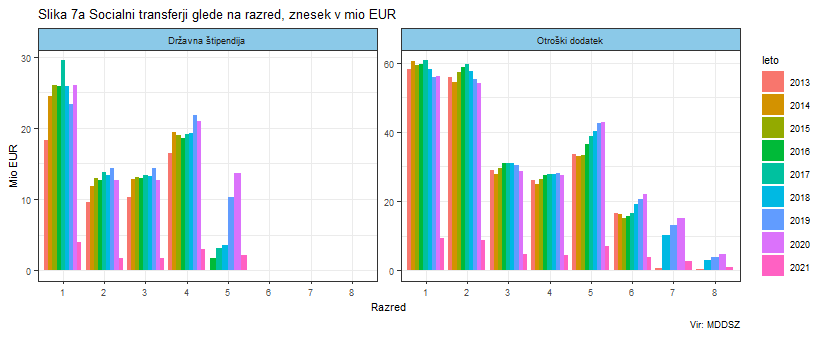 Slika 7a Socialni transferji glede na razred, znesek v mio EUR
Državna štipendija
Otroški dodatek
Mio EUR
30
20
10
0
60
40
20
0
1 2 3 4 5 6 7 8
1 2 3 4 5 6 7 8
Razred
leto
2013
2014
2015
2016
2017
2018
2019
2020
2021
Vir: MDDSZ